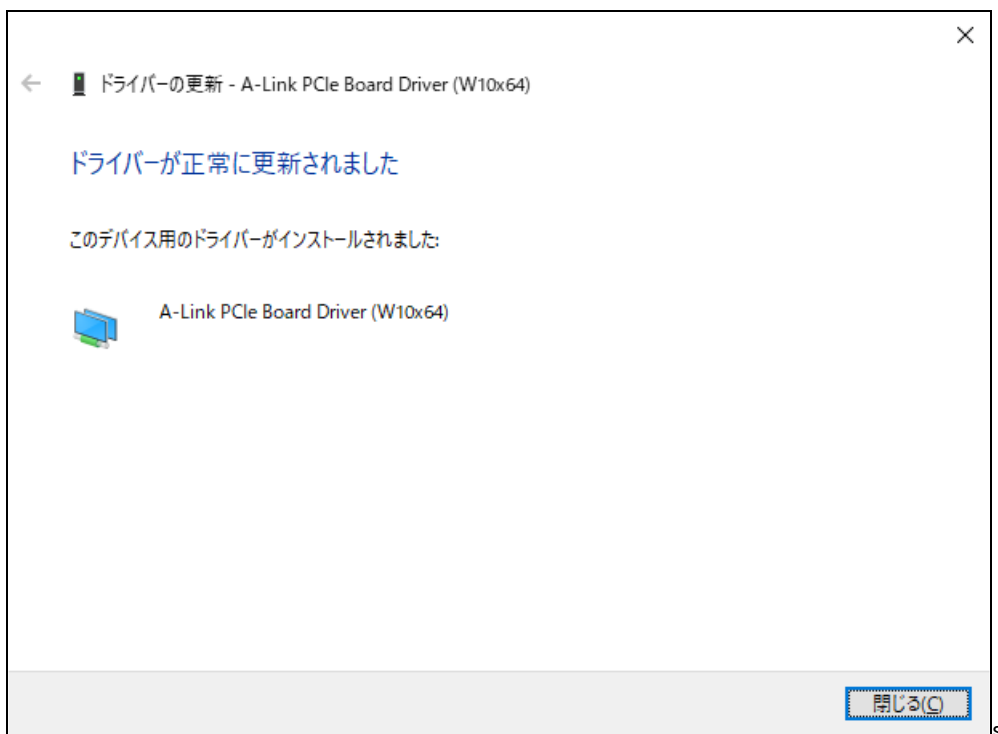 ドライバーの更新 - A-Link PCIe Board Driver (W10x64)
ドライバーが正常に更新されました
このデバイス用のドライバーがインストールされました:
A-Link PCIe Board Driver (W10x64)
閉じる(C)
s